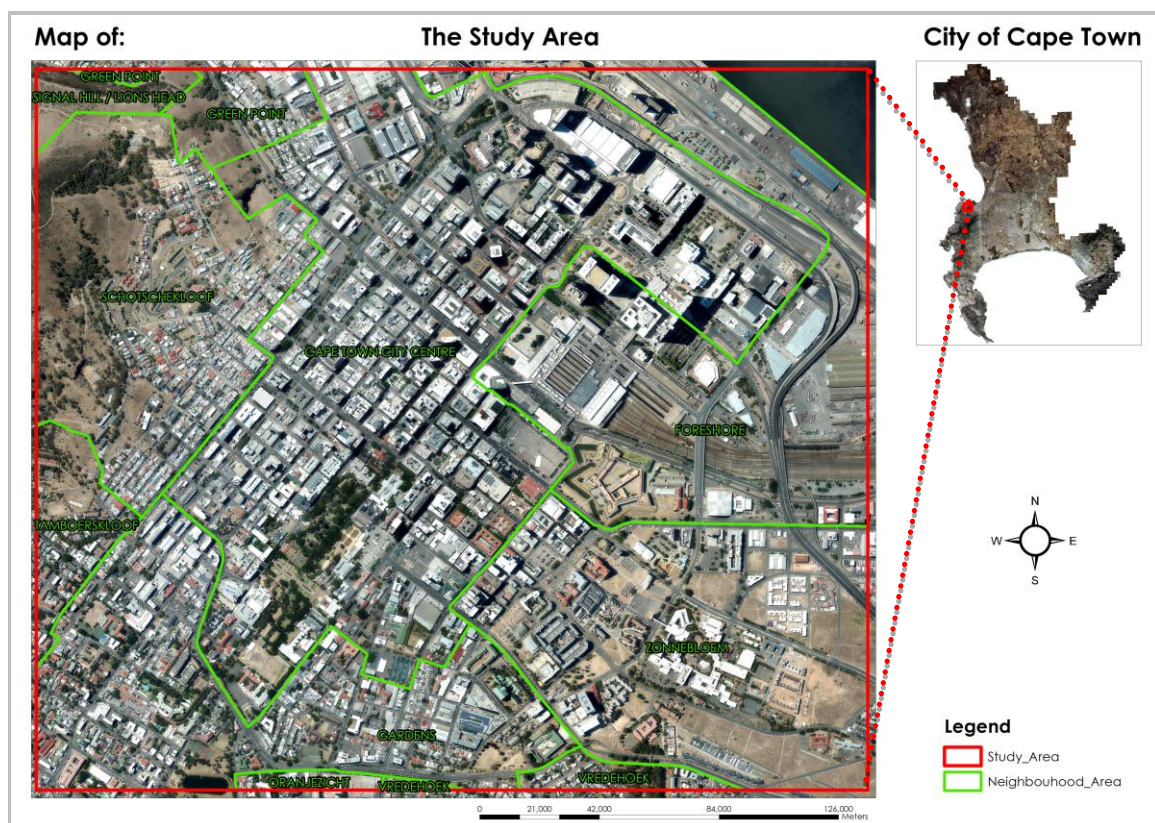 Map of:
The Study Area
City of Cape Town
GREEN POINT
SIGNAL HILL / LIONS HEAD
GREEN POINT
SCHOTSCHEKLOOF
CAPE TOWN CITY CENTRE
FORESHORE
TAMBOERSKLOOF
ZONNEBLOEM
GARDENS
ORANJEZICHT
VREDEHOEK
VREDEHOEK
N
W
E
S
Legend
Study_Area
Neighbouhood_Area
0
21,000
42,000
84,000
126,000
Meters